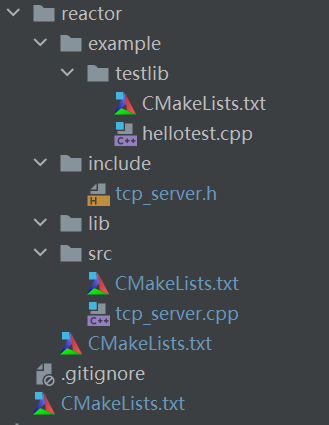 reactor
example
testlib
CMakeLists.txt
hellotest.cpp
include
tcp_server.h
lib
src
CMakeLists.txt
tcp_server.cpp
CMakeLists.txt
.gitignore
CMakeLists.txt